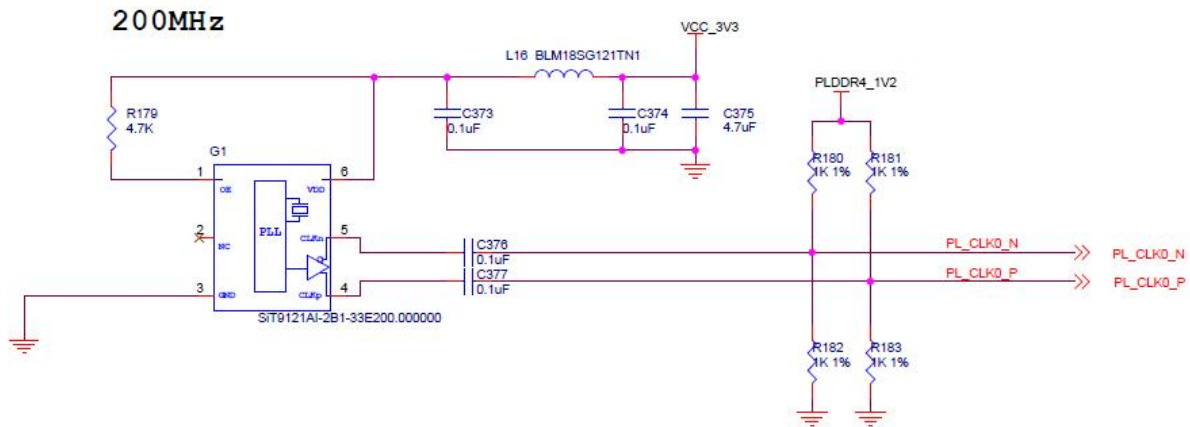 200MHz
VCC_3V3
L16 BLM18SG121TN1
PLDDR4_1V2
R179
4.7K
C373
0.1uF
C374
0.1uF
C375
4.7uF
G1
R180
1K 1%
R181
1K 1%
1
OE
VDD
6
2
NC
PLL
CLKn
5
C376
0.1uF
PL_CLK0_N
PL_CLK0_N
3
GND
CLKp
4
C377
0.1uF
PL_CLK0_P
PL_CLK0_P
SiT9121AI-2B1-33E200.000000
R182
1K 1%
R183
1K 1%